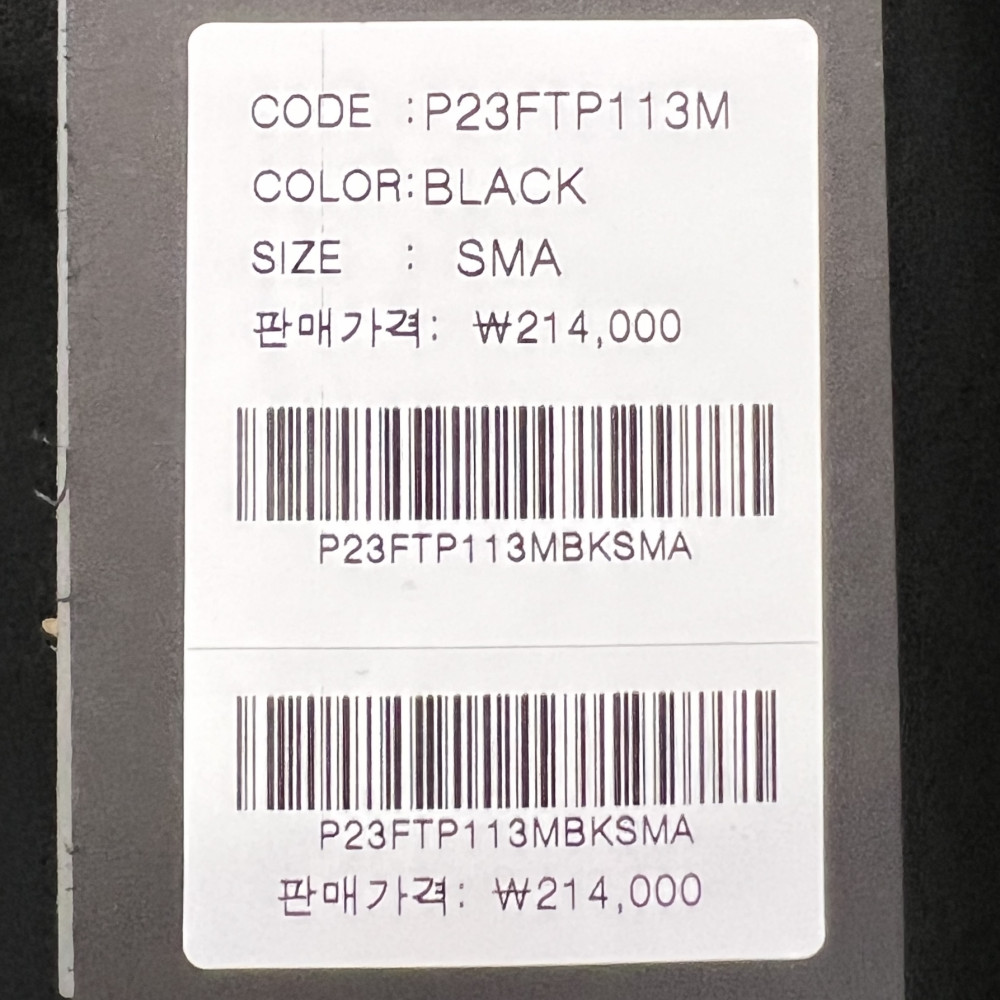 CODE :P23FTP113M
COLOR:BLACK
SIZE : SMA
판매가격: ₩214,000
P23FTP113MBKSMA
P23FTP113MBKSMA
판매가격: ₩214,000